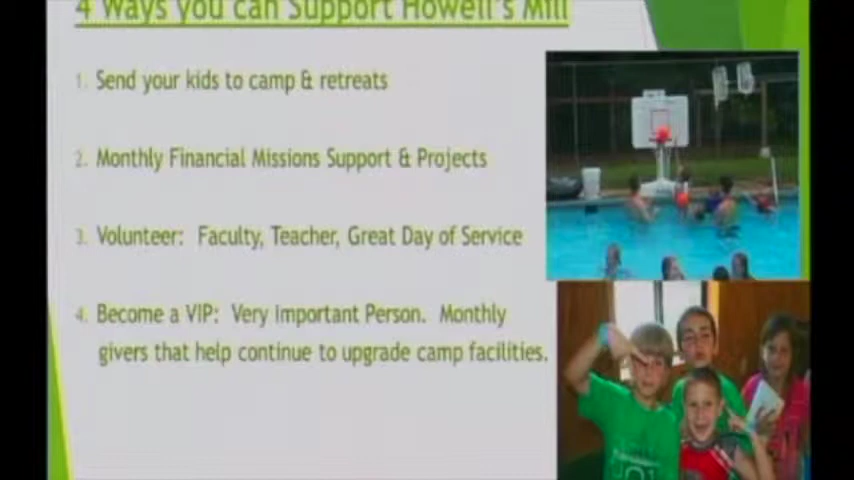 4 Ways you can Support Howell's Mill
1. Send your kids to camp & retreats
2. Monthly Financial Missions Support & Projects
3. Volunteer: Faculty, Teacher, Great Day of Service
4. Become a VIP: Very Important Person. Monthly
givers that help continue to upgrade camp facilities.